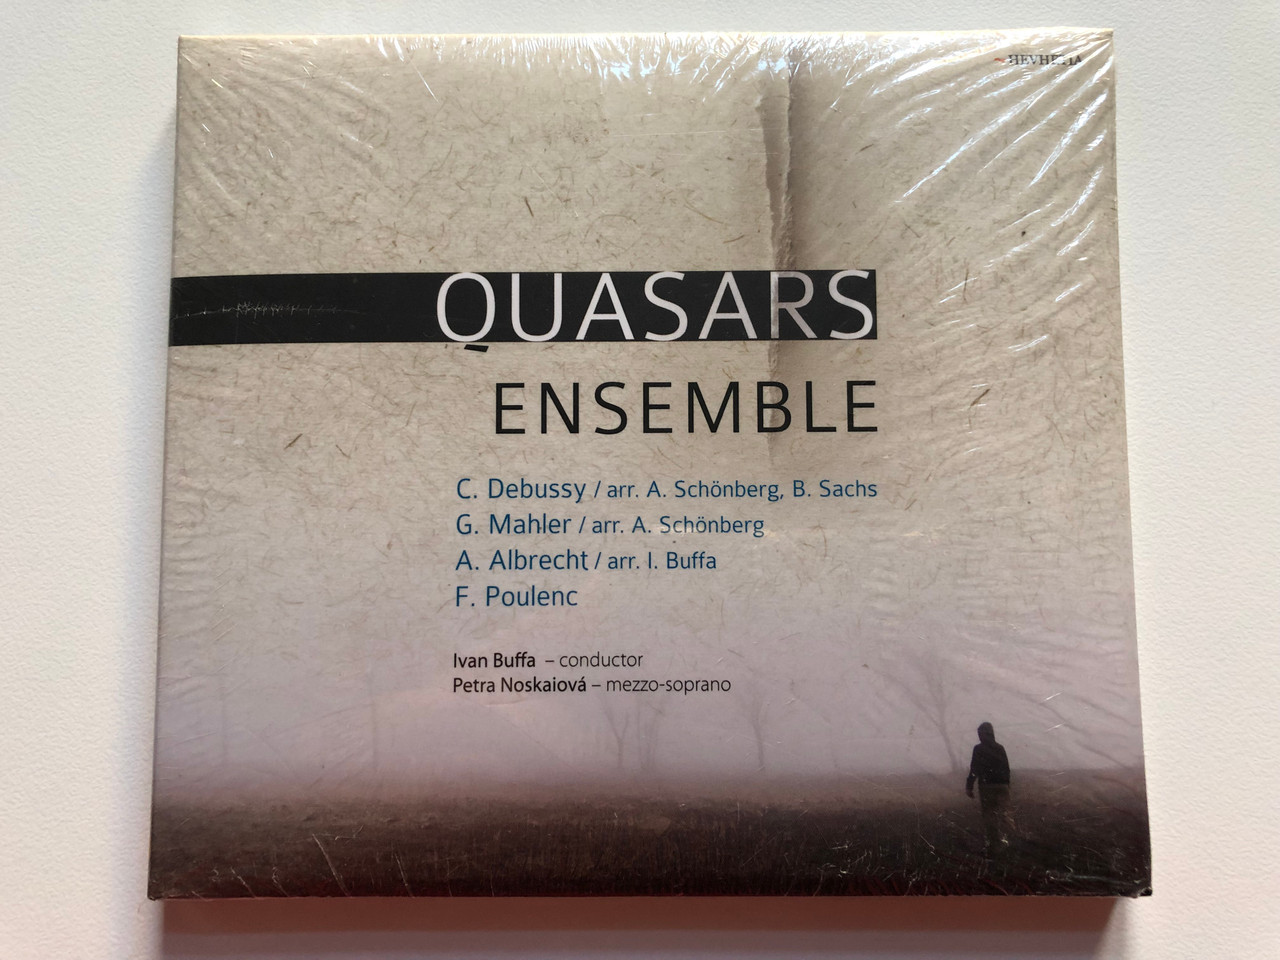 HEVHETIA
QUASARS
ENSEMBLE
C. Debussy / arr. A. Schönberg, B. Sachs
G. Mahler / arr. A. Schönberg
A. Albrecht / arr. I. Buffa
F. Poulenc
Ivan Buffa – conductor
Petra Noskaiová – mezzo-soprano